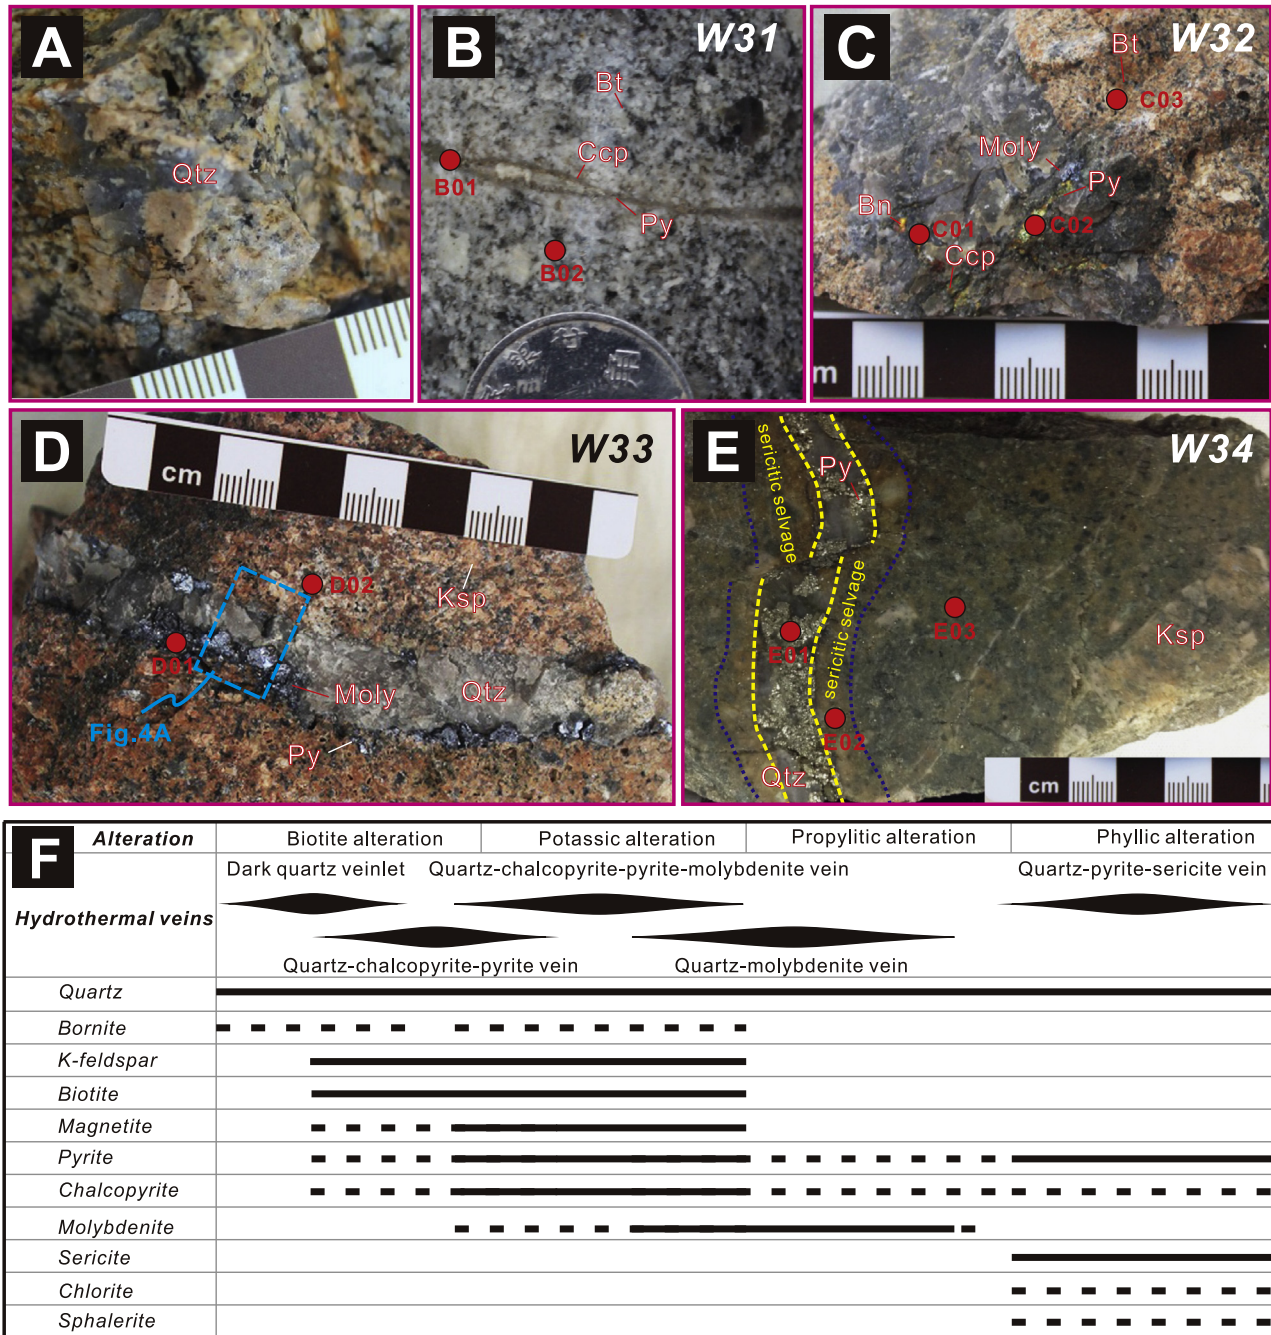 A
Qtz
B
W31
Bt
Ccp
B01
Py
B02
C
W32
Bt
C03
Moly
Py
Bn
C01
C02
Ccp
m
D
W33
cm
D02
Ksp
D01
Moly
Qtz
Fig.4A
Py
E
W34
Py
sericitic selvage
sericitic selvage
E01
E03
Ksp
E02
Qtz
cm
F
Alteration Biotite alteration Potassic alteration Propylitic alteration Phyllic alteration
Dark quartz veinlet Quartz-chalcopyrite-pyrite-molybdenite vein Quartz-pyrite-sericite vein
Hydrothermal veins
Quartz-chalcopyrite-pyrite vein Quartz-molybdenite vein
Quartz
Bornite
K-feldspar
Biotite
Magnetite
Pyrite
Chalcopyrite
Molybdenite
Sericite
Chlorite
Sphalerite